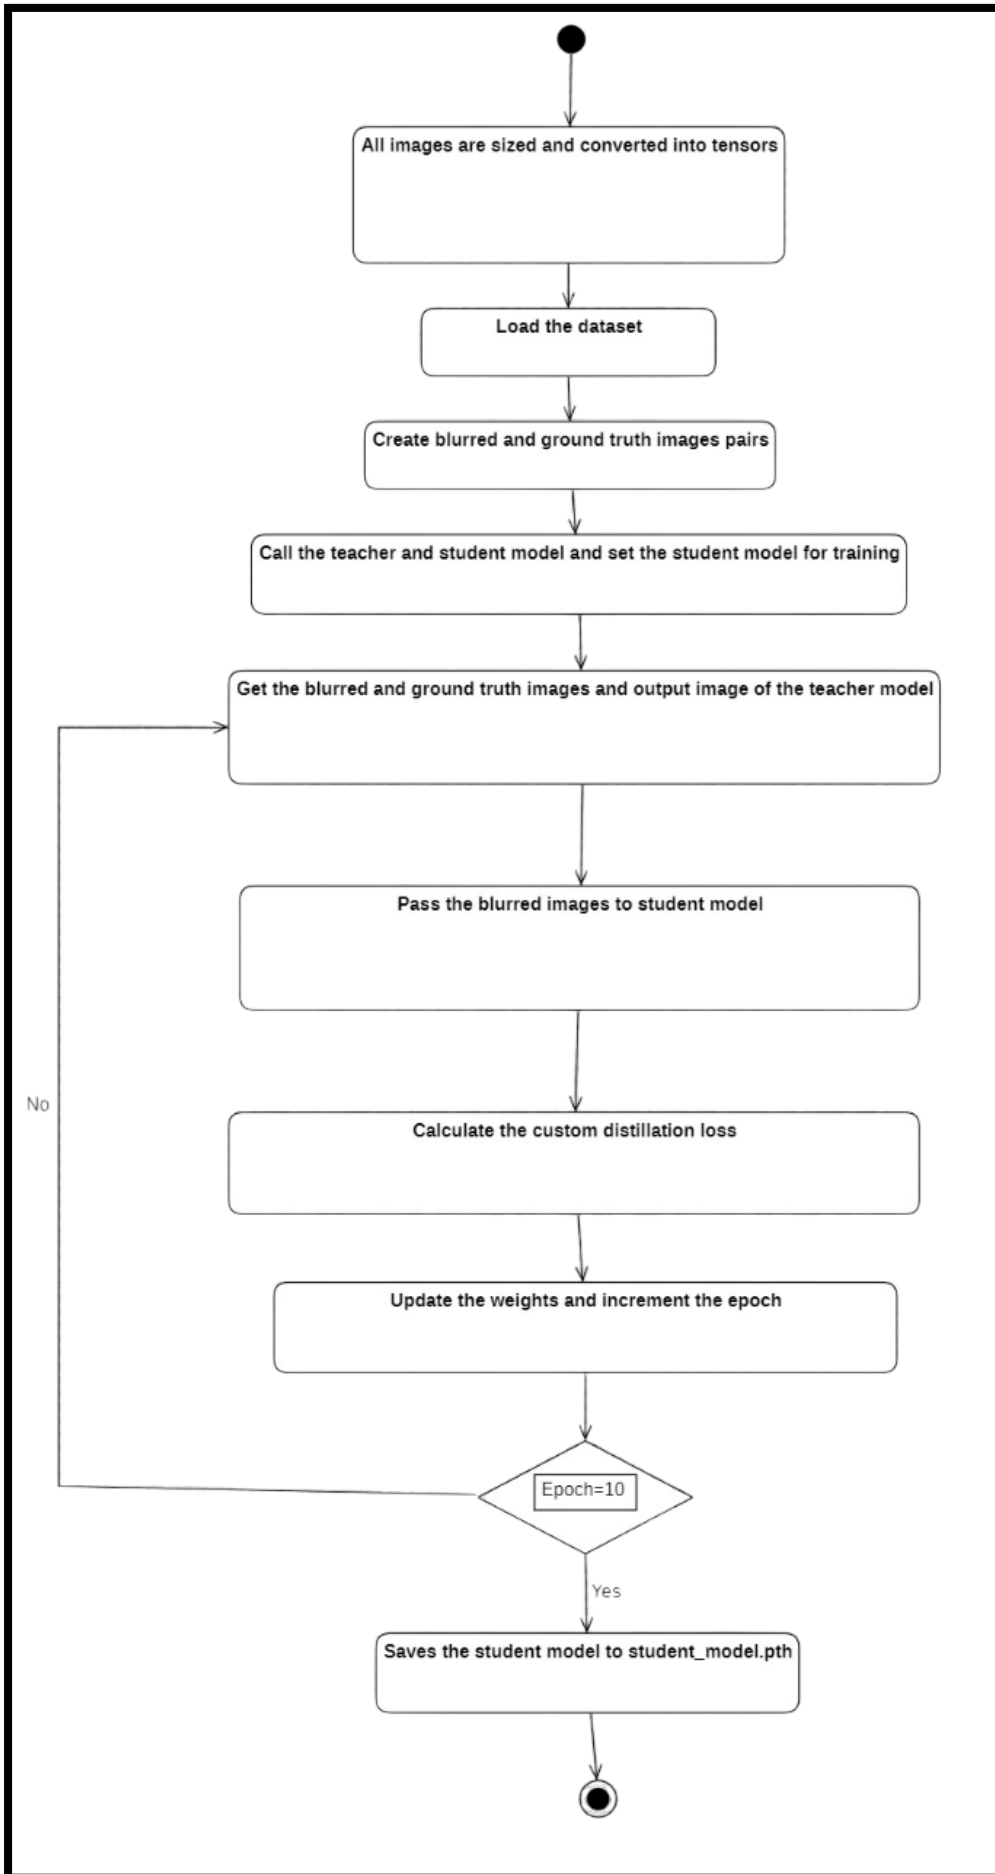 All images are sized and converted into tensors
Load the dataset
Create blurred and ground truth images pairs
Call the teacher and student model and set the student model for training
Get the blurred and ground truth images and output image of the teacher model
Pass the blurred images to student model
No
Calculate the custom distillation loss
Update the weights and increment the epoch
Epoch=10
Yes
Saves the student model to student_model.pth